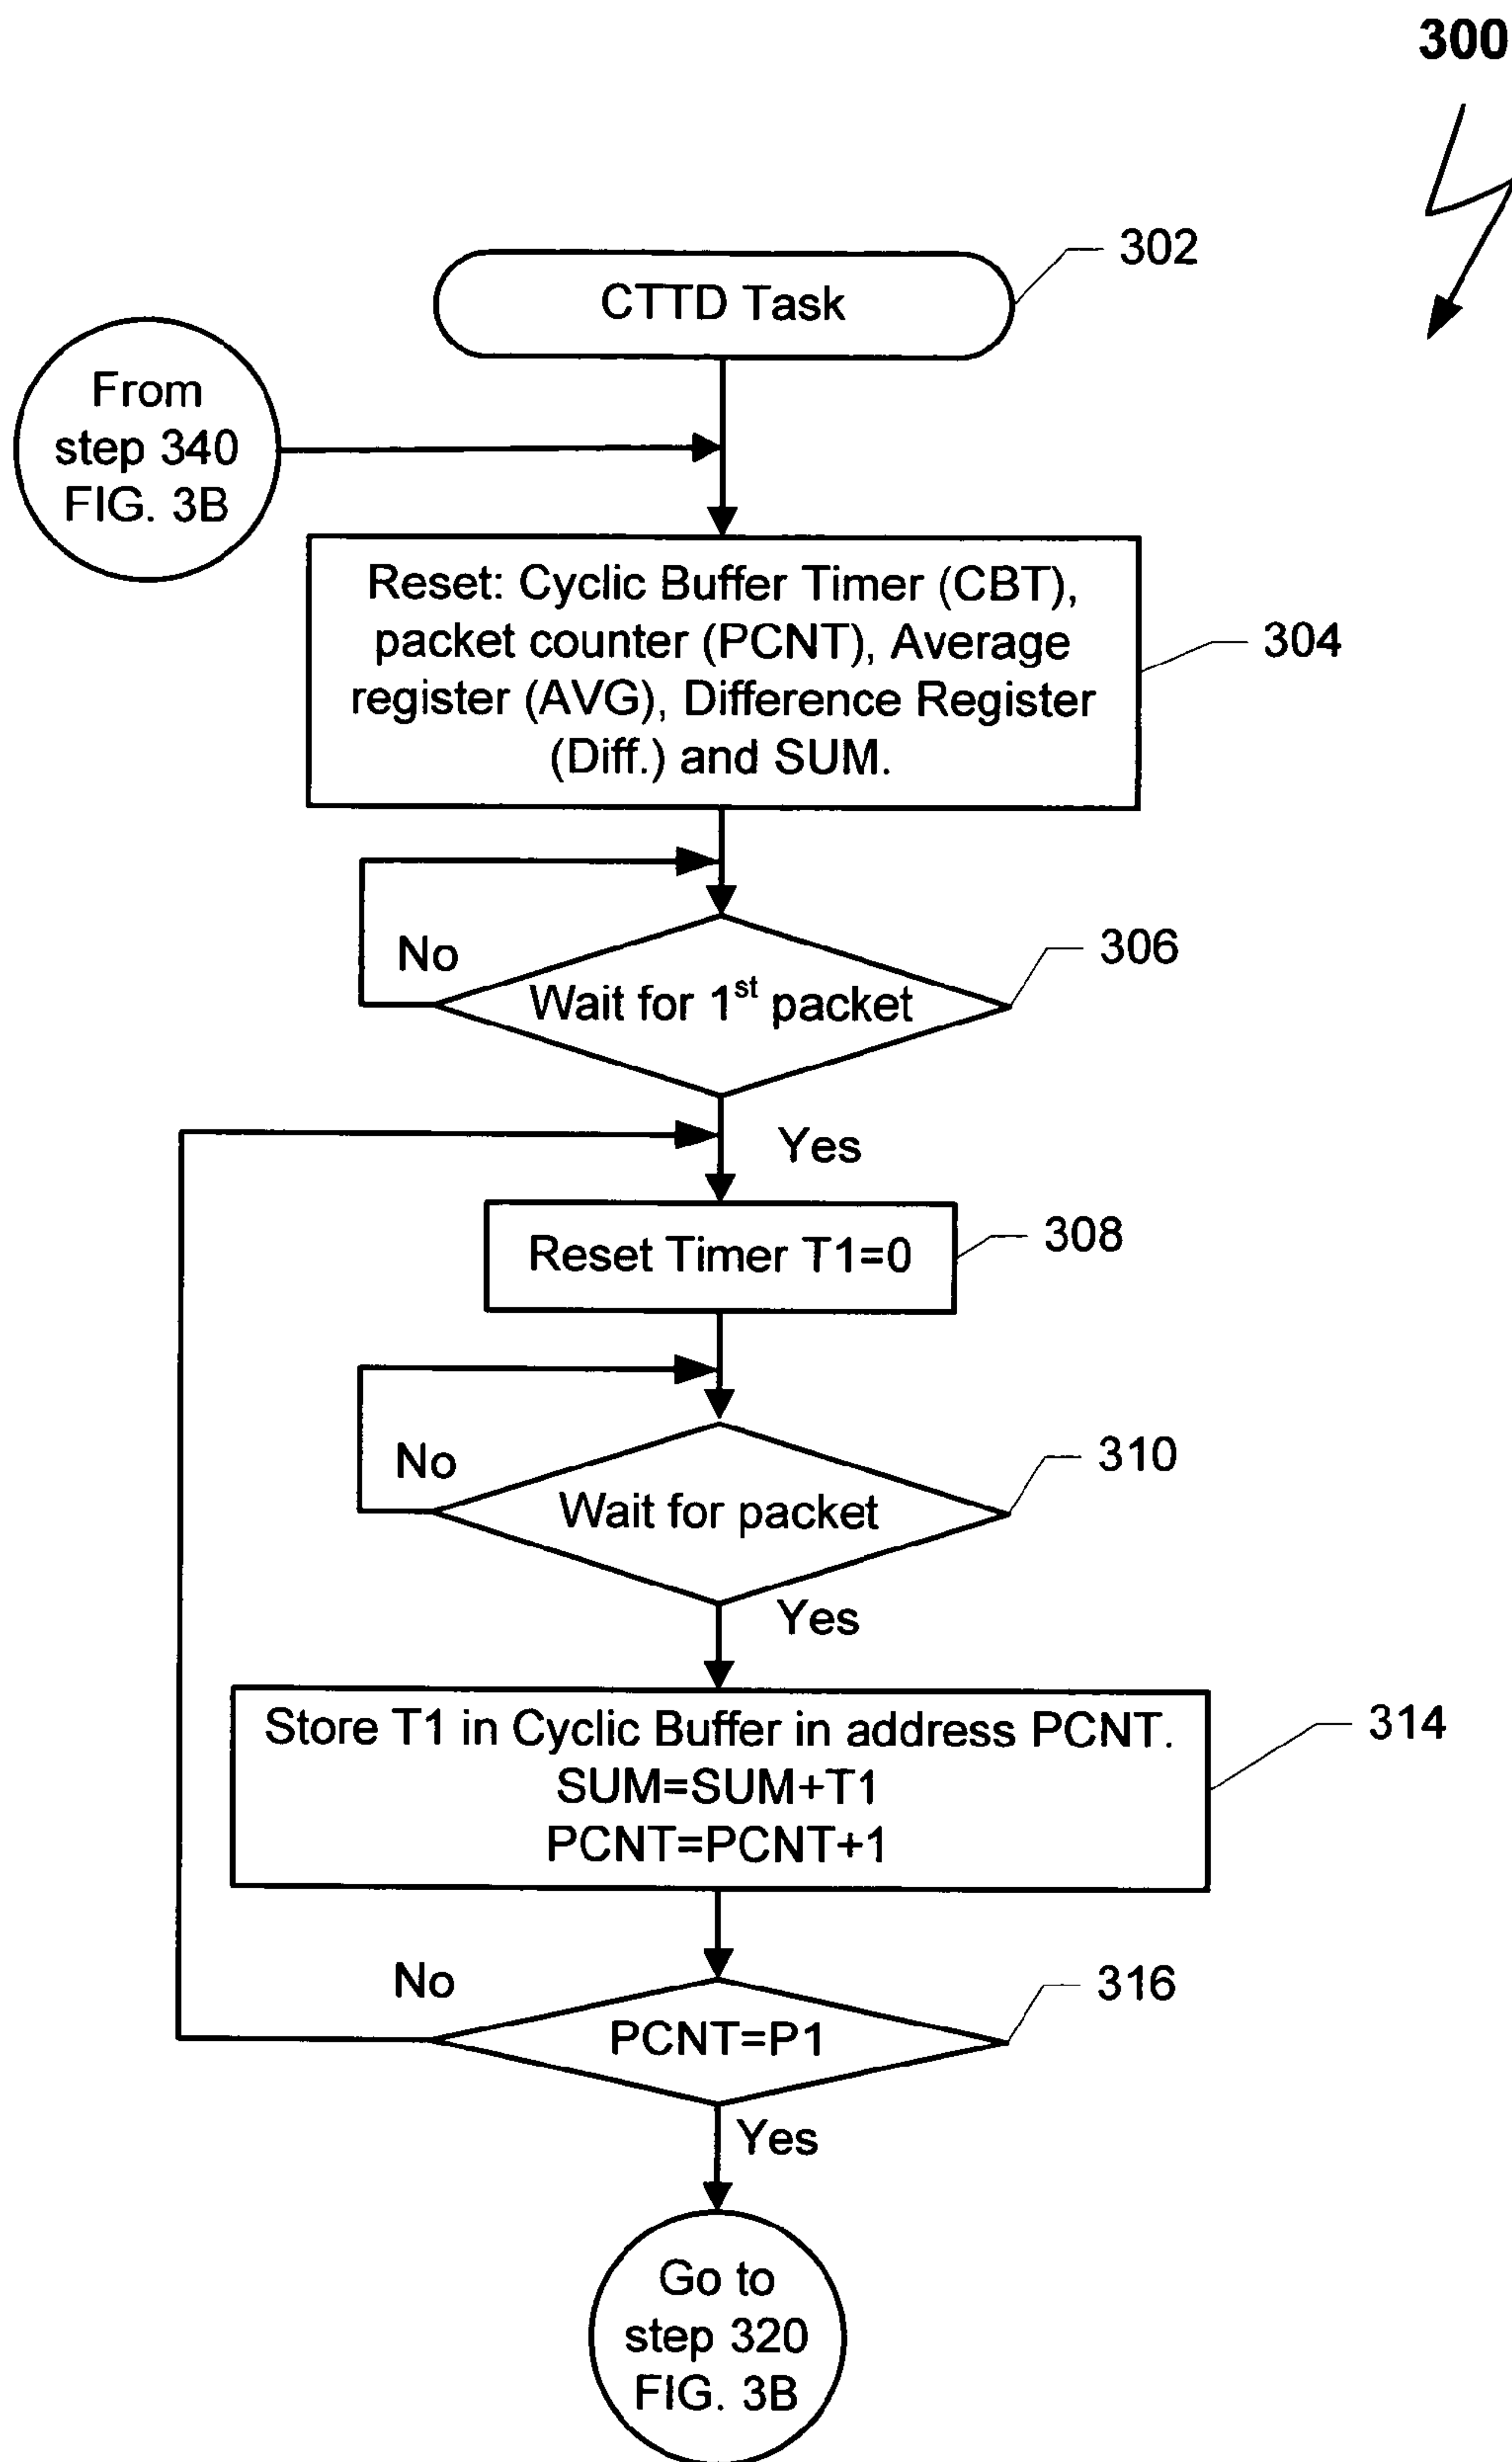 300
302
CTTD Task
From
step 340
FIG. 3B
Reset: Cyclic Buffer Timer (CBT),
packet counter (PCNT), Average
register (AVG), Difference Register
(Diff.) and SUM.
304
No
306
Wait for 1st packet
Yes
Reset Timer T1=0
308
No
310
Wait for packet
Yes
Store T1 in Cyclic Buffer in address PCNT.
SUM=SUM+T1
PCNT=PCNT+1
314
No
316
PCNT=P1
Yes
Go to
step 320
FIG. 3B